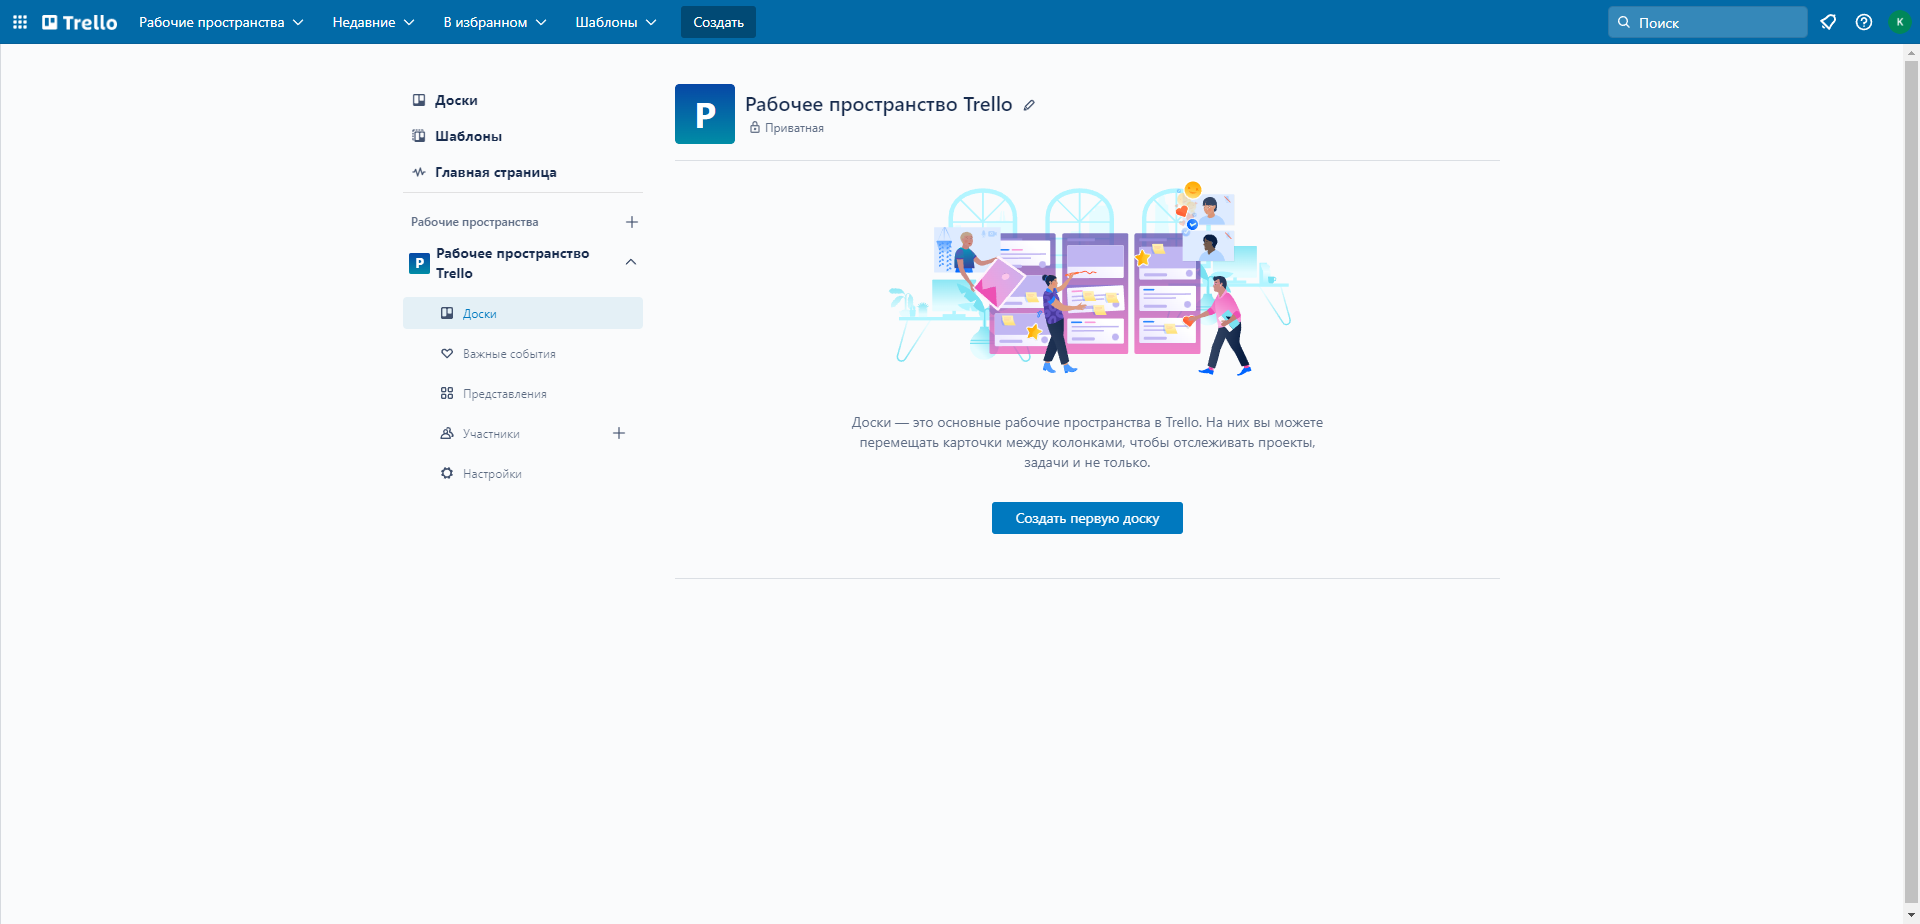 Trello
Рабочие пространства
Недавние
В избранном
Шаблоны
Создать
Поиск
K
Доски
Шаблоны
Главная страница
Рабочие пространства
P
Рабочее пространство
Trello
Доски
Важные события
Представления
Участники
Настройки
P
Рабочее пространство Trello
Приватная
Доски — это основные рабочие пространства в Trello. На них вы можете
перемещать карточки между колонками, чтобы отслеживать проекты,
задачи и не только.
Создать первую доску